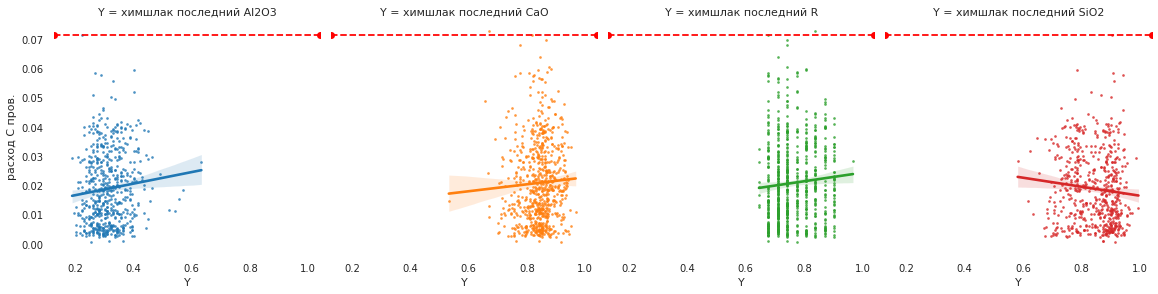 Y = химшлак последний Al2O3
Y = химшлак последний CaO
Y = химшлак последний R
Y = химшлак последний SiO2
расход С пров.
0.07
0.06
0.05
0.04
0.03
0.02
0.01
0.00
0.2 0.4 0.6 0.8 1.0
0.2 0.4 0.6 0.8 1.0
0.2 0.4 0.6 0.8 1.0
0.2 0.4 0.6 0.8 1.0
Y
Y
Y
Y